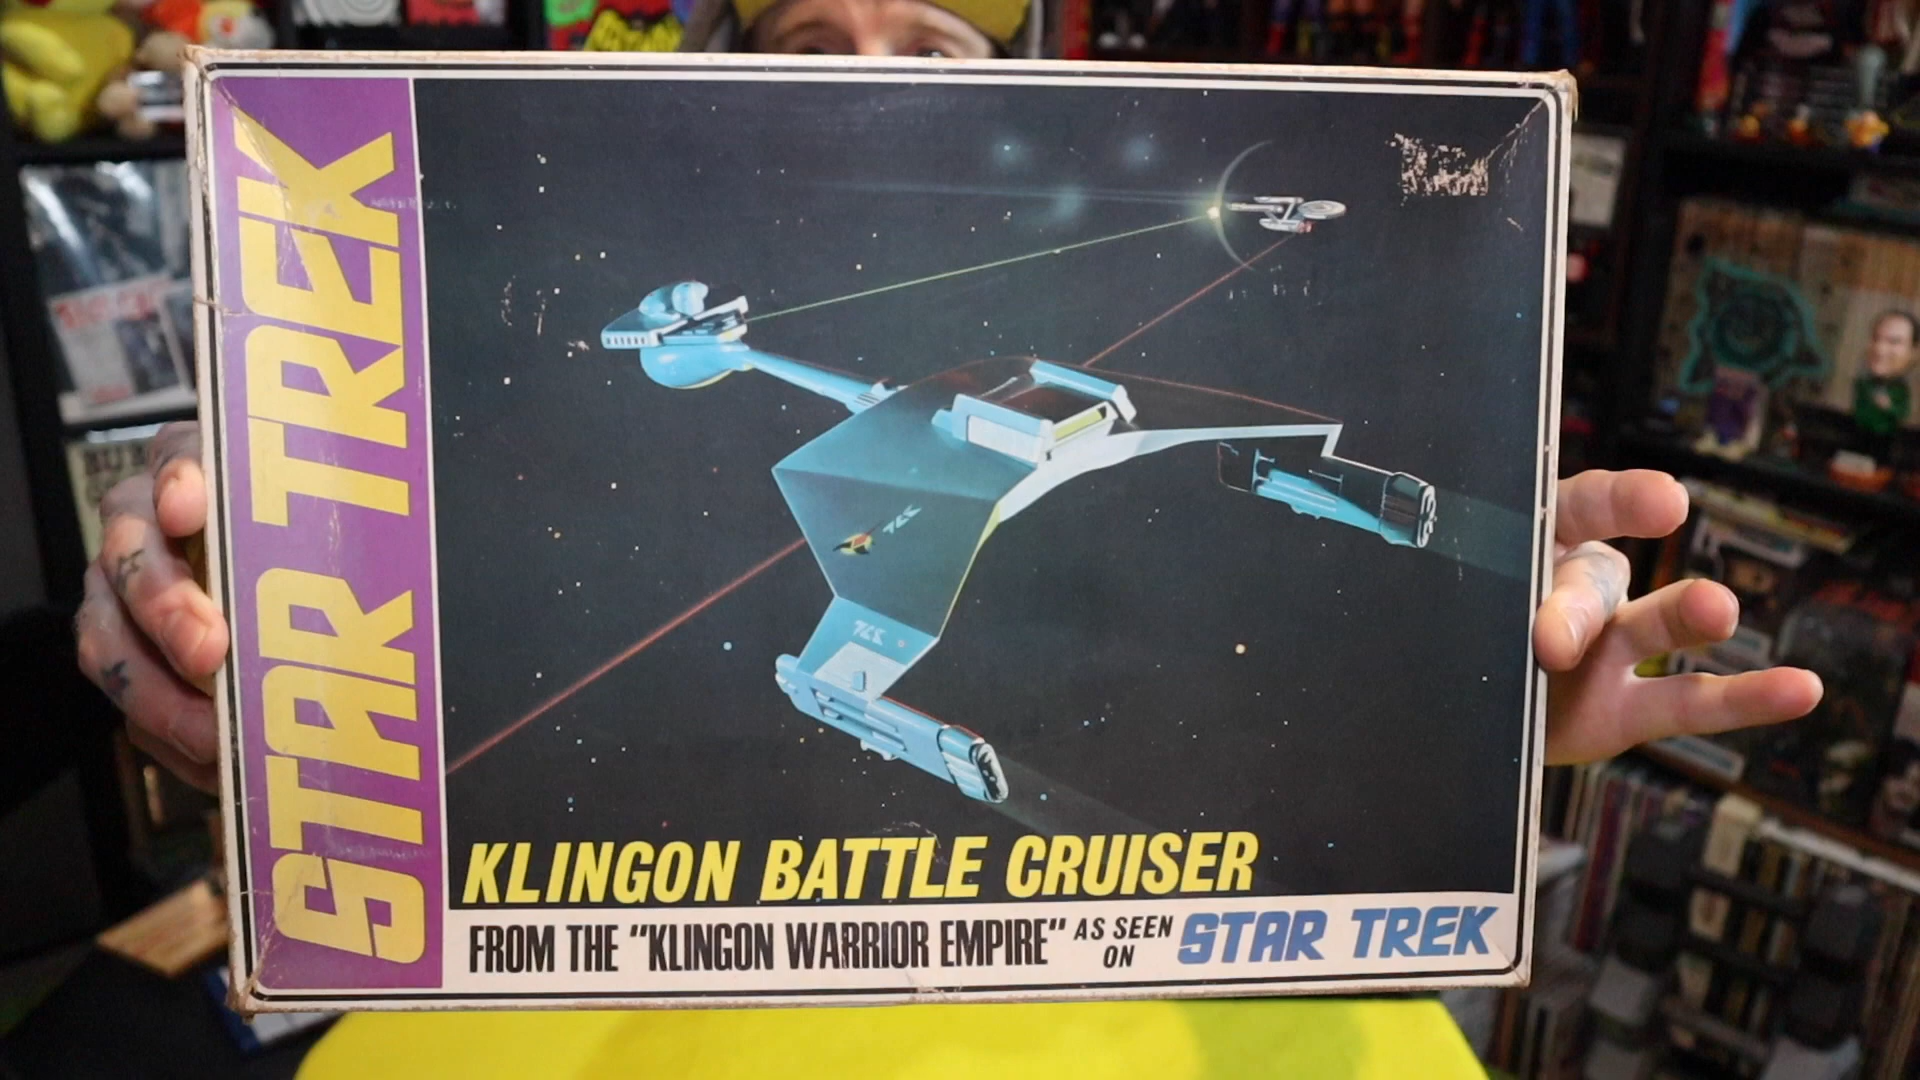 STAR TREK
KLINGON BATTLE CRUISER
FROM THE "KLINGON WARRIOR EMPIRE" AS SEEN ON STAR TREK